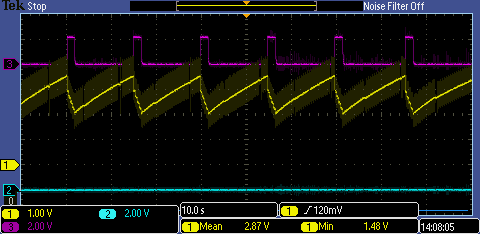 Tek Stop Noise Filter Off
3
1
2
0
1 1.00 V 2 2.00 V 10.0 s 1 120mV
3 2.00 V 1 Mean 2.87 V 1 Min 1.48 V 14:08:05